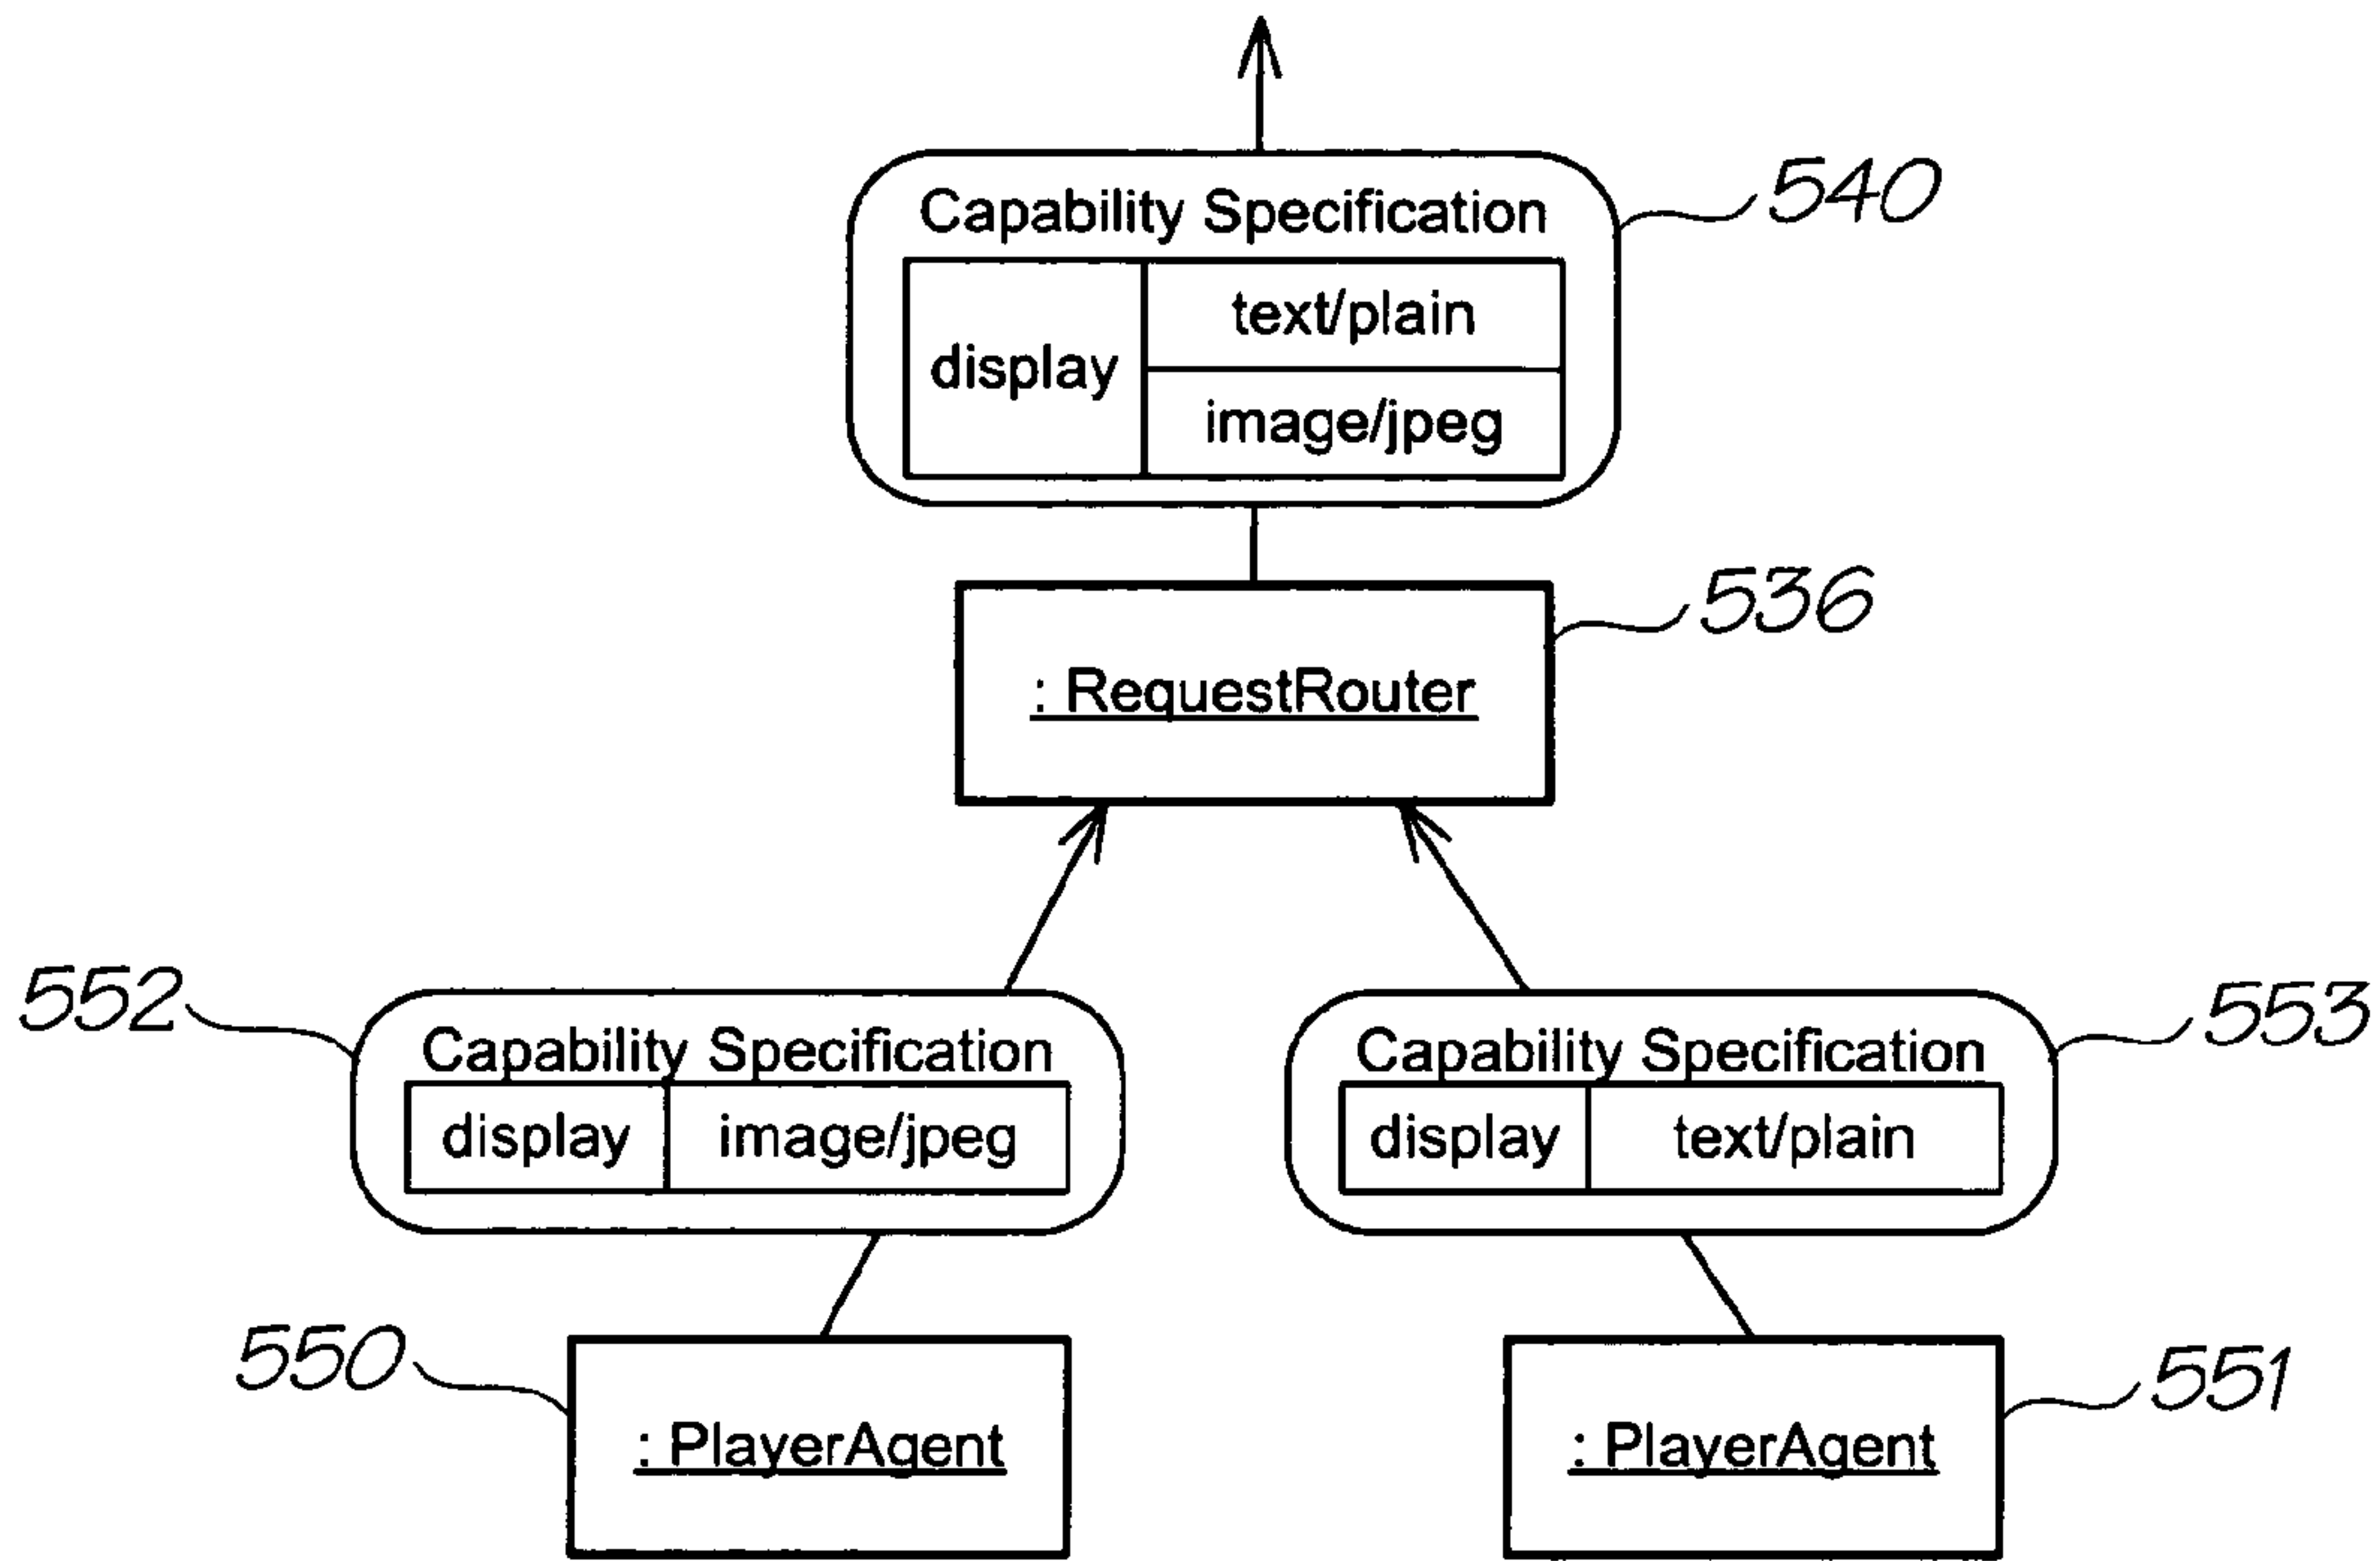 Capability Specification
540
display
text/plain
image/jpeg
536
: RequestRouter
552
Capability Specification
display
image/jpeg
553
Capability Specification
display
text/plain
550
: PlayerAgent
551
: PlayerAgent